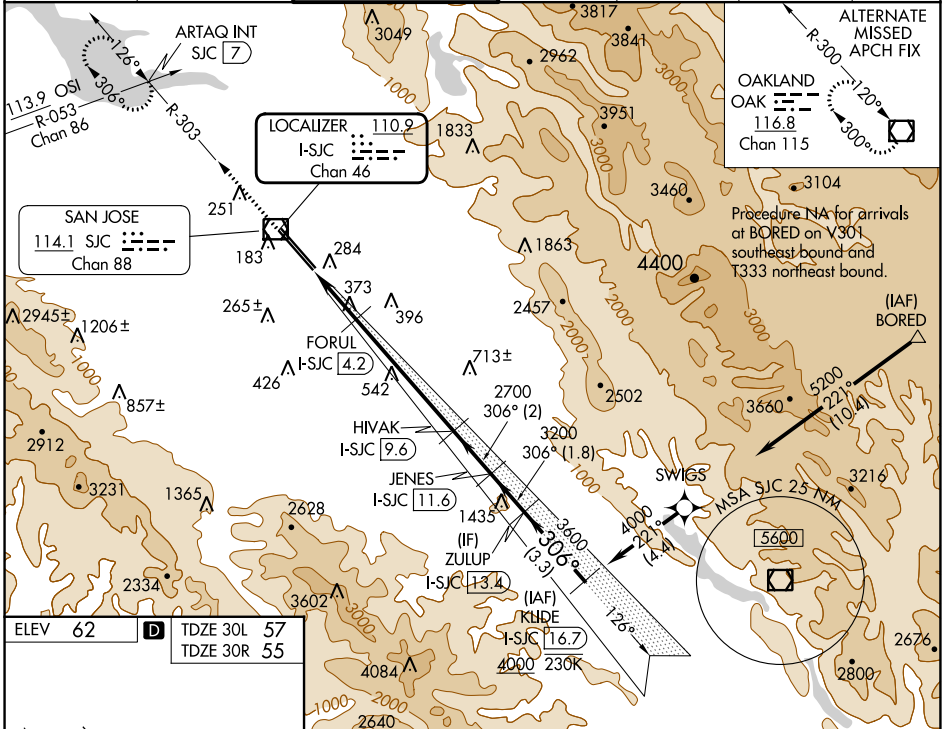 3049
3817
3841
2962
ARTAQ INT
SJC 7
126°
306°
113.9 OSI
R-053
Chan 86
R-303
LOCALIZER 110.9
I-SJC
Chan 46
1000
1833
3951
3000
ALTERNATE
MISSED
APCH FIX
R-300
OAKLAND
OAK
116.8
Chan 115
120°
300°
3000
3460
3104
251
SAN JOSE
114.1 SJC
Chan 88
183
284
1863
4400
Procedure NA for arrivals
at BORED on V301
southeast bound and
T333 northeast bound.
2945±
1206±
265±
373
396
2457
2000
3000
(IAF)
BORED
FORUL
I-SJC 4.2
1000
426
542
713±
2502
3660
5200
221°
(10.4)
857±
2912
2700
306° (2)
HIVAK
I-SJC 9.6
3200
306° (1.8)
JENES
I-SJC 11.6
1000
SWIGS
3231
1365
2628
1435
3600
4000
221°
(4.4)
MSA SJC 25 NM
3216
5600
(IF)
ZULUP
I-SJC 13.4
306°
(3.3)
2334
3602
3000
(IAF)
KLIDE
I-SJC 16.7
4000 230K
126°
ELEV 62
D
TDZE 30L 57
TDZE 30R 55
4084
2676
2800
1000
2000
2640